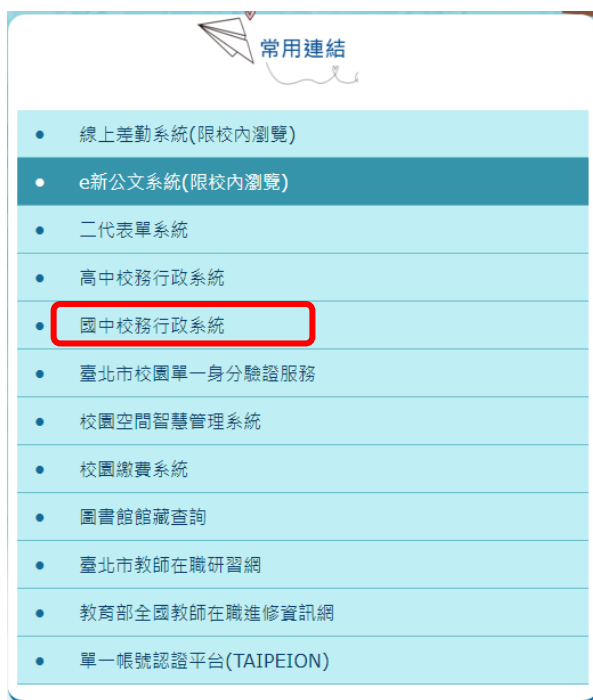 常用連結
線上差勤系統(限校內瀏覽)
e新公文系統(限校內瀏覽)
二代表單系統
高中校務行政系統
國中校務行政系統
臺北市校園單一身分驗證服務
校園空間智慧管理系統
校園繳費系統
圖書館館藏查詢
臺北市教師在職研習網
教育部全國教師在職進修資訊網
單一帳號認證平台(TAIPEION)